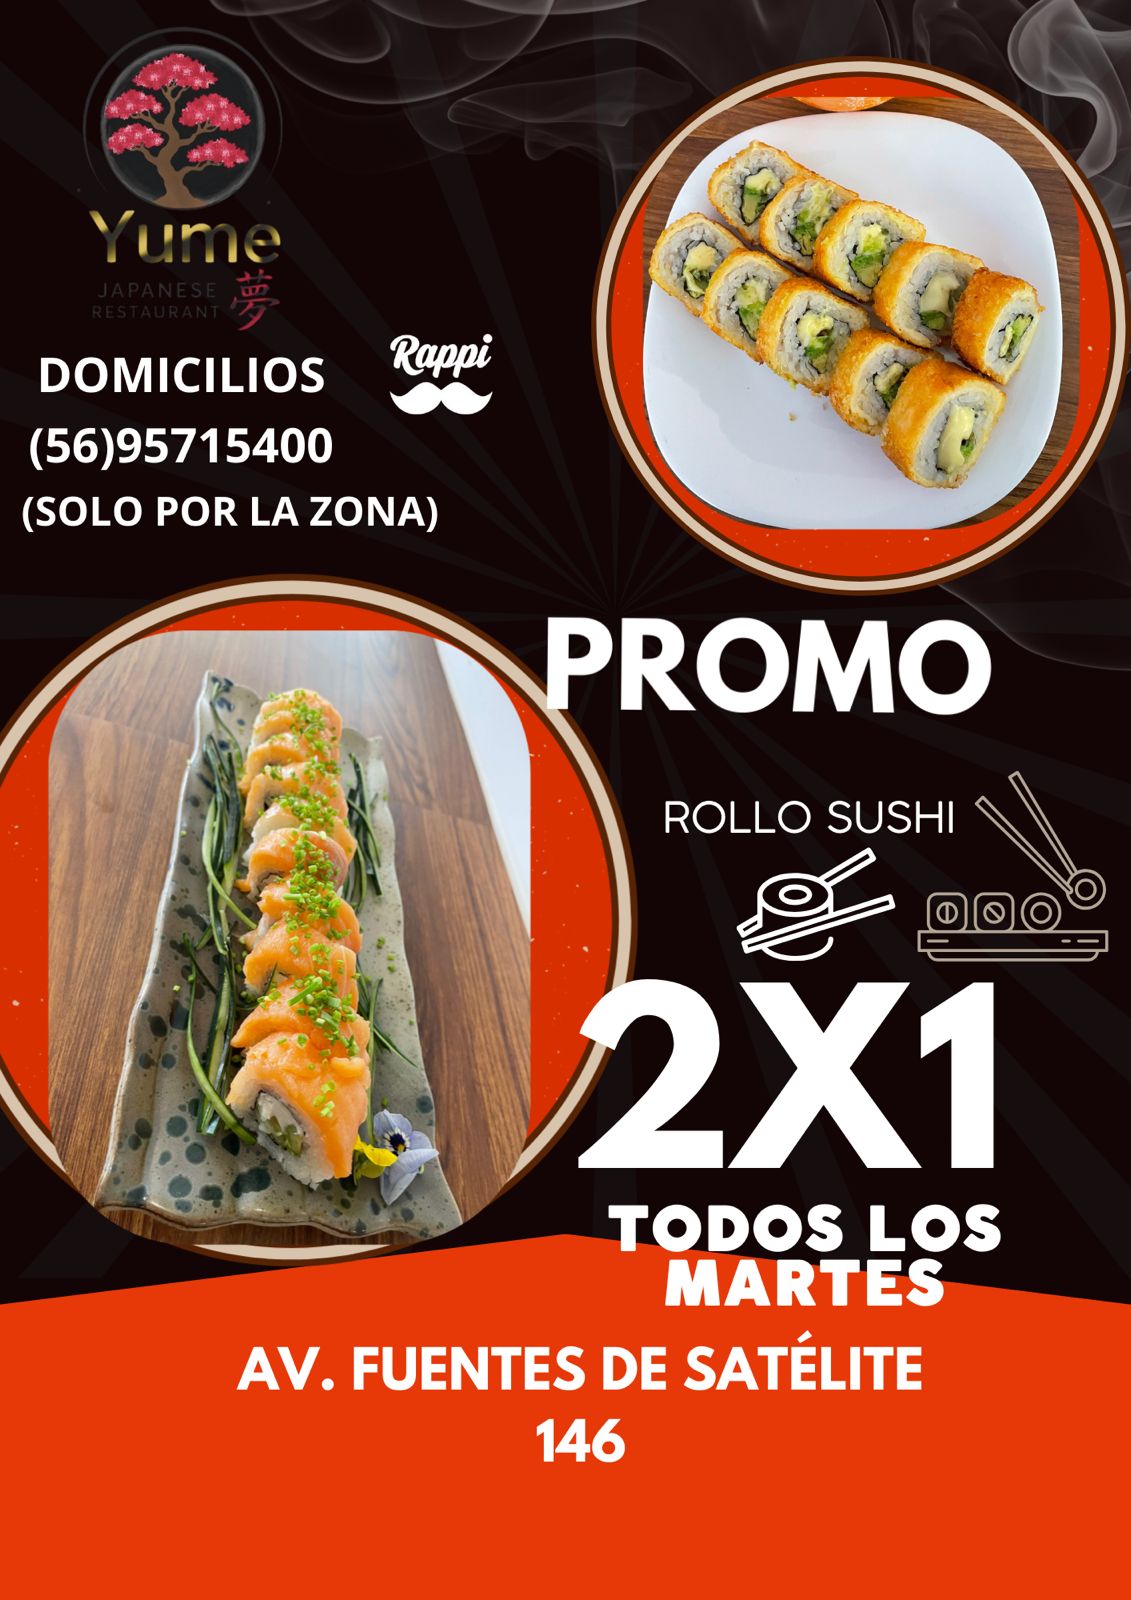 Yume
JAPANESE
RESTAURANT
夢
DOMICILIOS
(56)95715400
(SOLO POR LA ZONA)
Rappi
PROMO
ROLLO SUSHI
2X1
TODOS LOS
MARTES
AV. FUENTES DE SATÉLITE
146